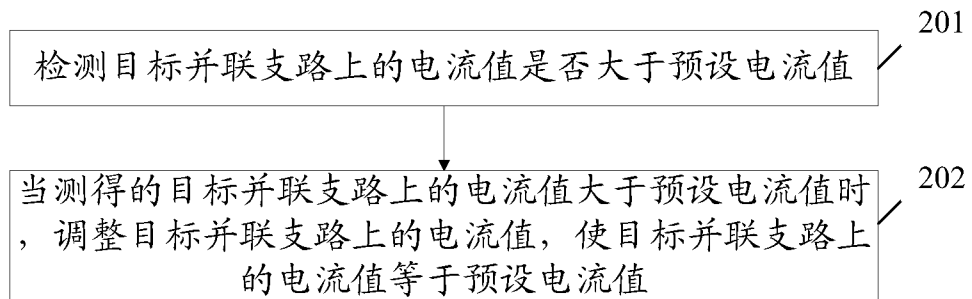 201
检测目标并联支路上的电流值是否大于预设电流值
202
当测得的目标并联支路上的电流值大于预设电流值时
，调整目标并联支路上的电流值，使目标并联支路上
的电流值等于预设电流值